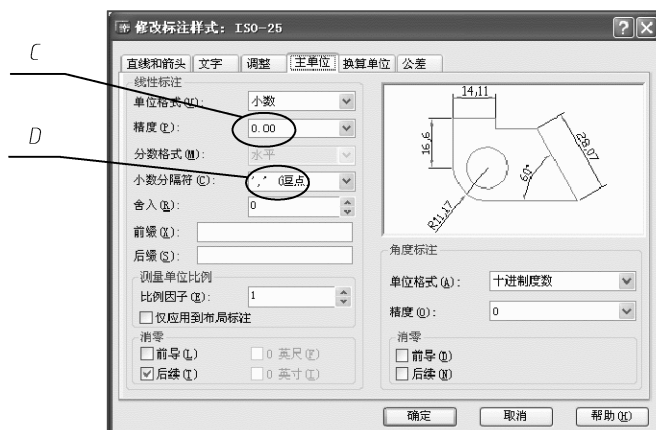 修改标注样式: ISO-25
C
直线和箭头 文字 调整 主单位 换算单位 公差
线性标注
单位格式(U): 小数
精度(P): 0.00
D
分数格式(M): 水平
小数分隔符(C): ',' (逗点
舍入(R): 0
前缀(X):
后缀(S):
测量单位比例
比例因子(E): 1
仅应用到布局标注
消零
前导(L) 0 英尺(F)
后续(T) 0 英寸(I)
14,11
16,6
28,07
60°
R11,17
角度标注
单位格式(A): 十进制度数
精度(O): 0
消零
前导(D)
后续(N)
确定 取消 帮助(H)